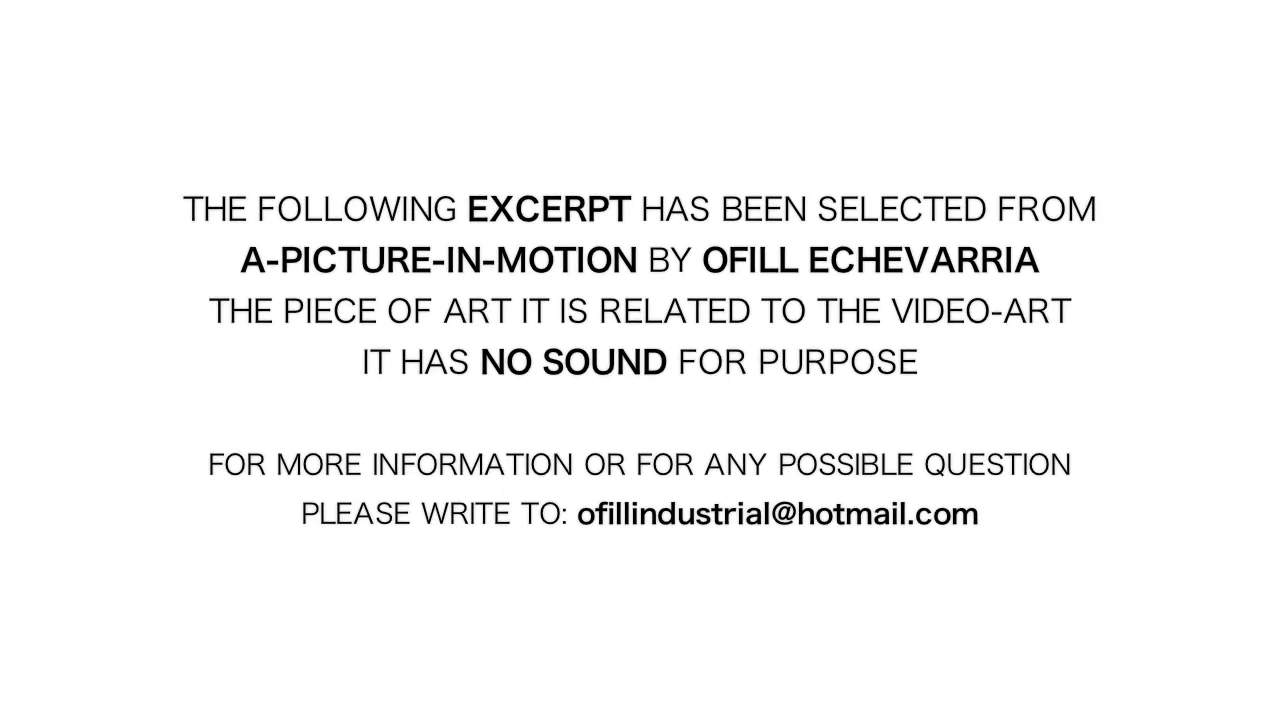 THE FOLLOWING EXCERPT HAS BEEN SELECTED FROM
A-PICTURE-IN-MOTION BY OFILL ECHEVARRIA
THE PIECE OF ART IT IS RELATED TO THE VIDEO-ART
IT HAS NO SOUND FOR PURPOSE
FOR MORE INFORMATION OR FOR ANY POSSIBLE QUESTION
PLEASE WRITE TO: ofillindustrial@hotmail.com